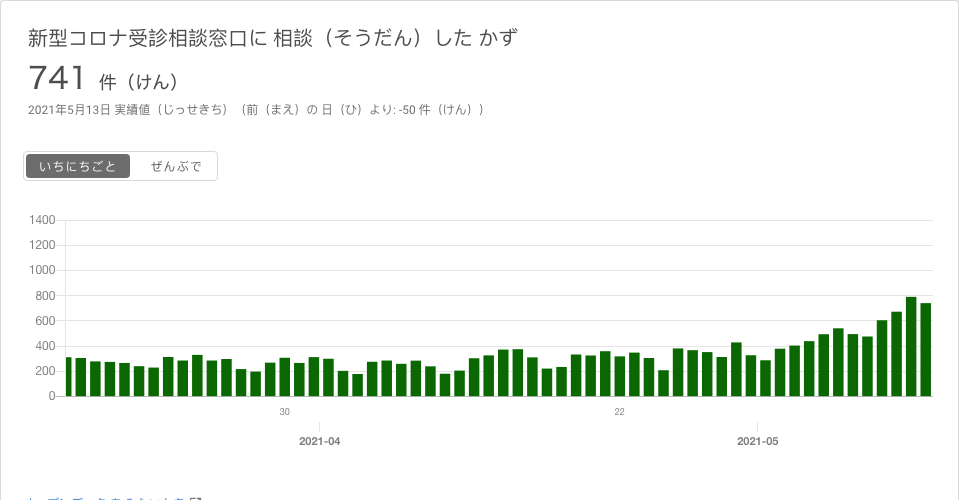 新型コロナ受診相談窓口に 相談（そうだん）した かず
741 件（けん）
2021年5月13日 実績値（じっせきち）（前（まえ）の 日（ひ）より: -50 件（けん））
いちにちごと ぜんぶで
1400
1200
1000
800
600
400
200
0
30 22
2021-04 2021-05